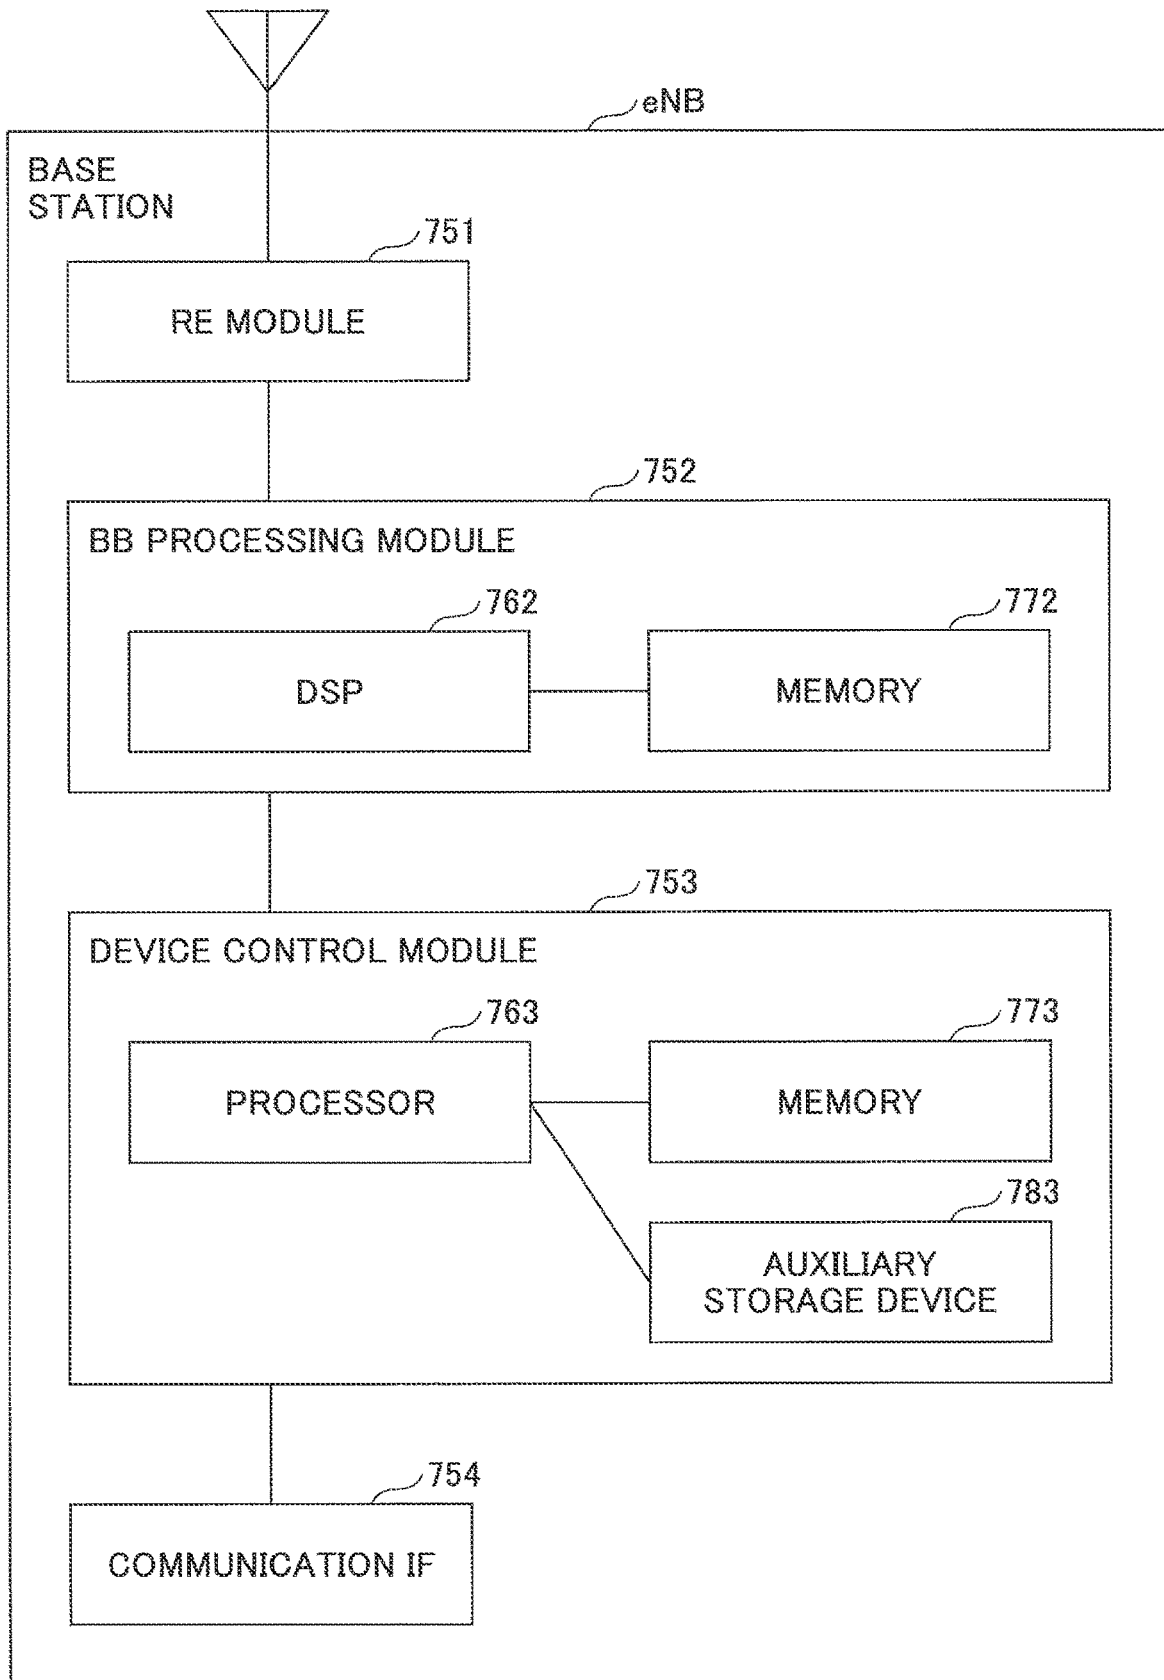 eNB
BASE
STATION
751
RE MODULE
752
BB PROCESSING MODULE
762
772
DSP
MEMORY
753
DEVICE CONTROL MODULE
763
773
PROCESSOR
MEMORY
783
AUXILIARY
STORAGE DEVICE
754
COMMUNICATION IF